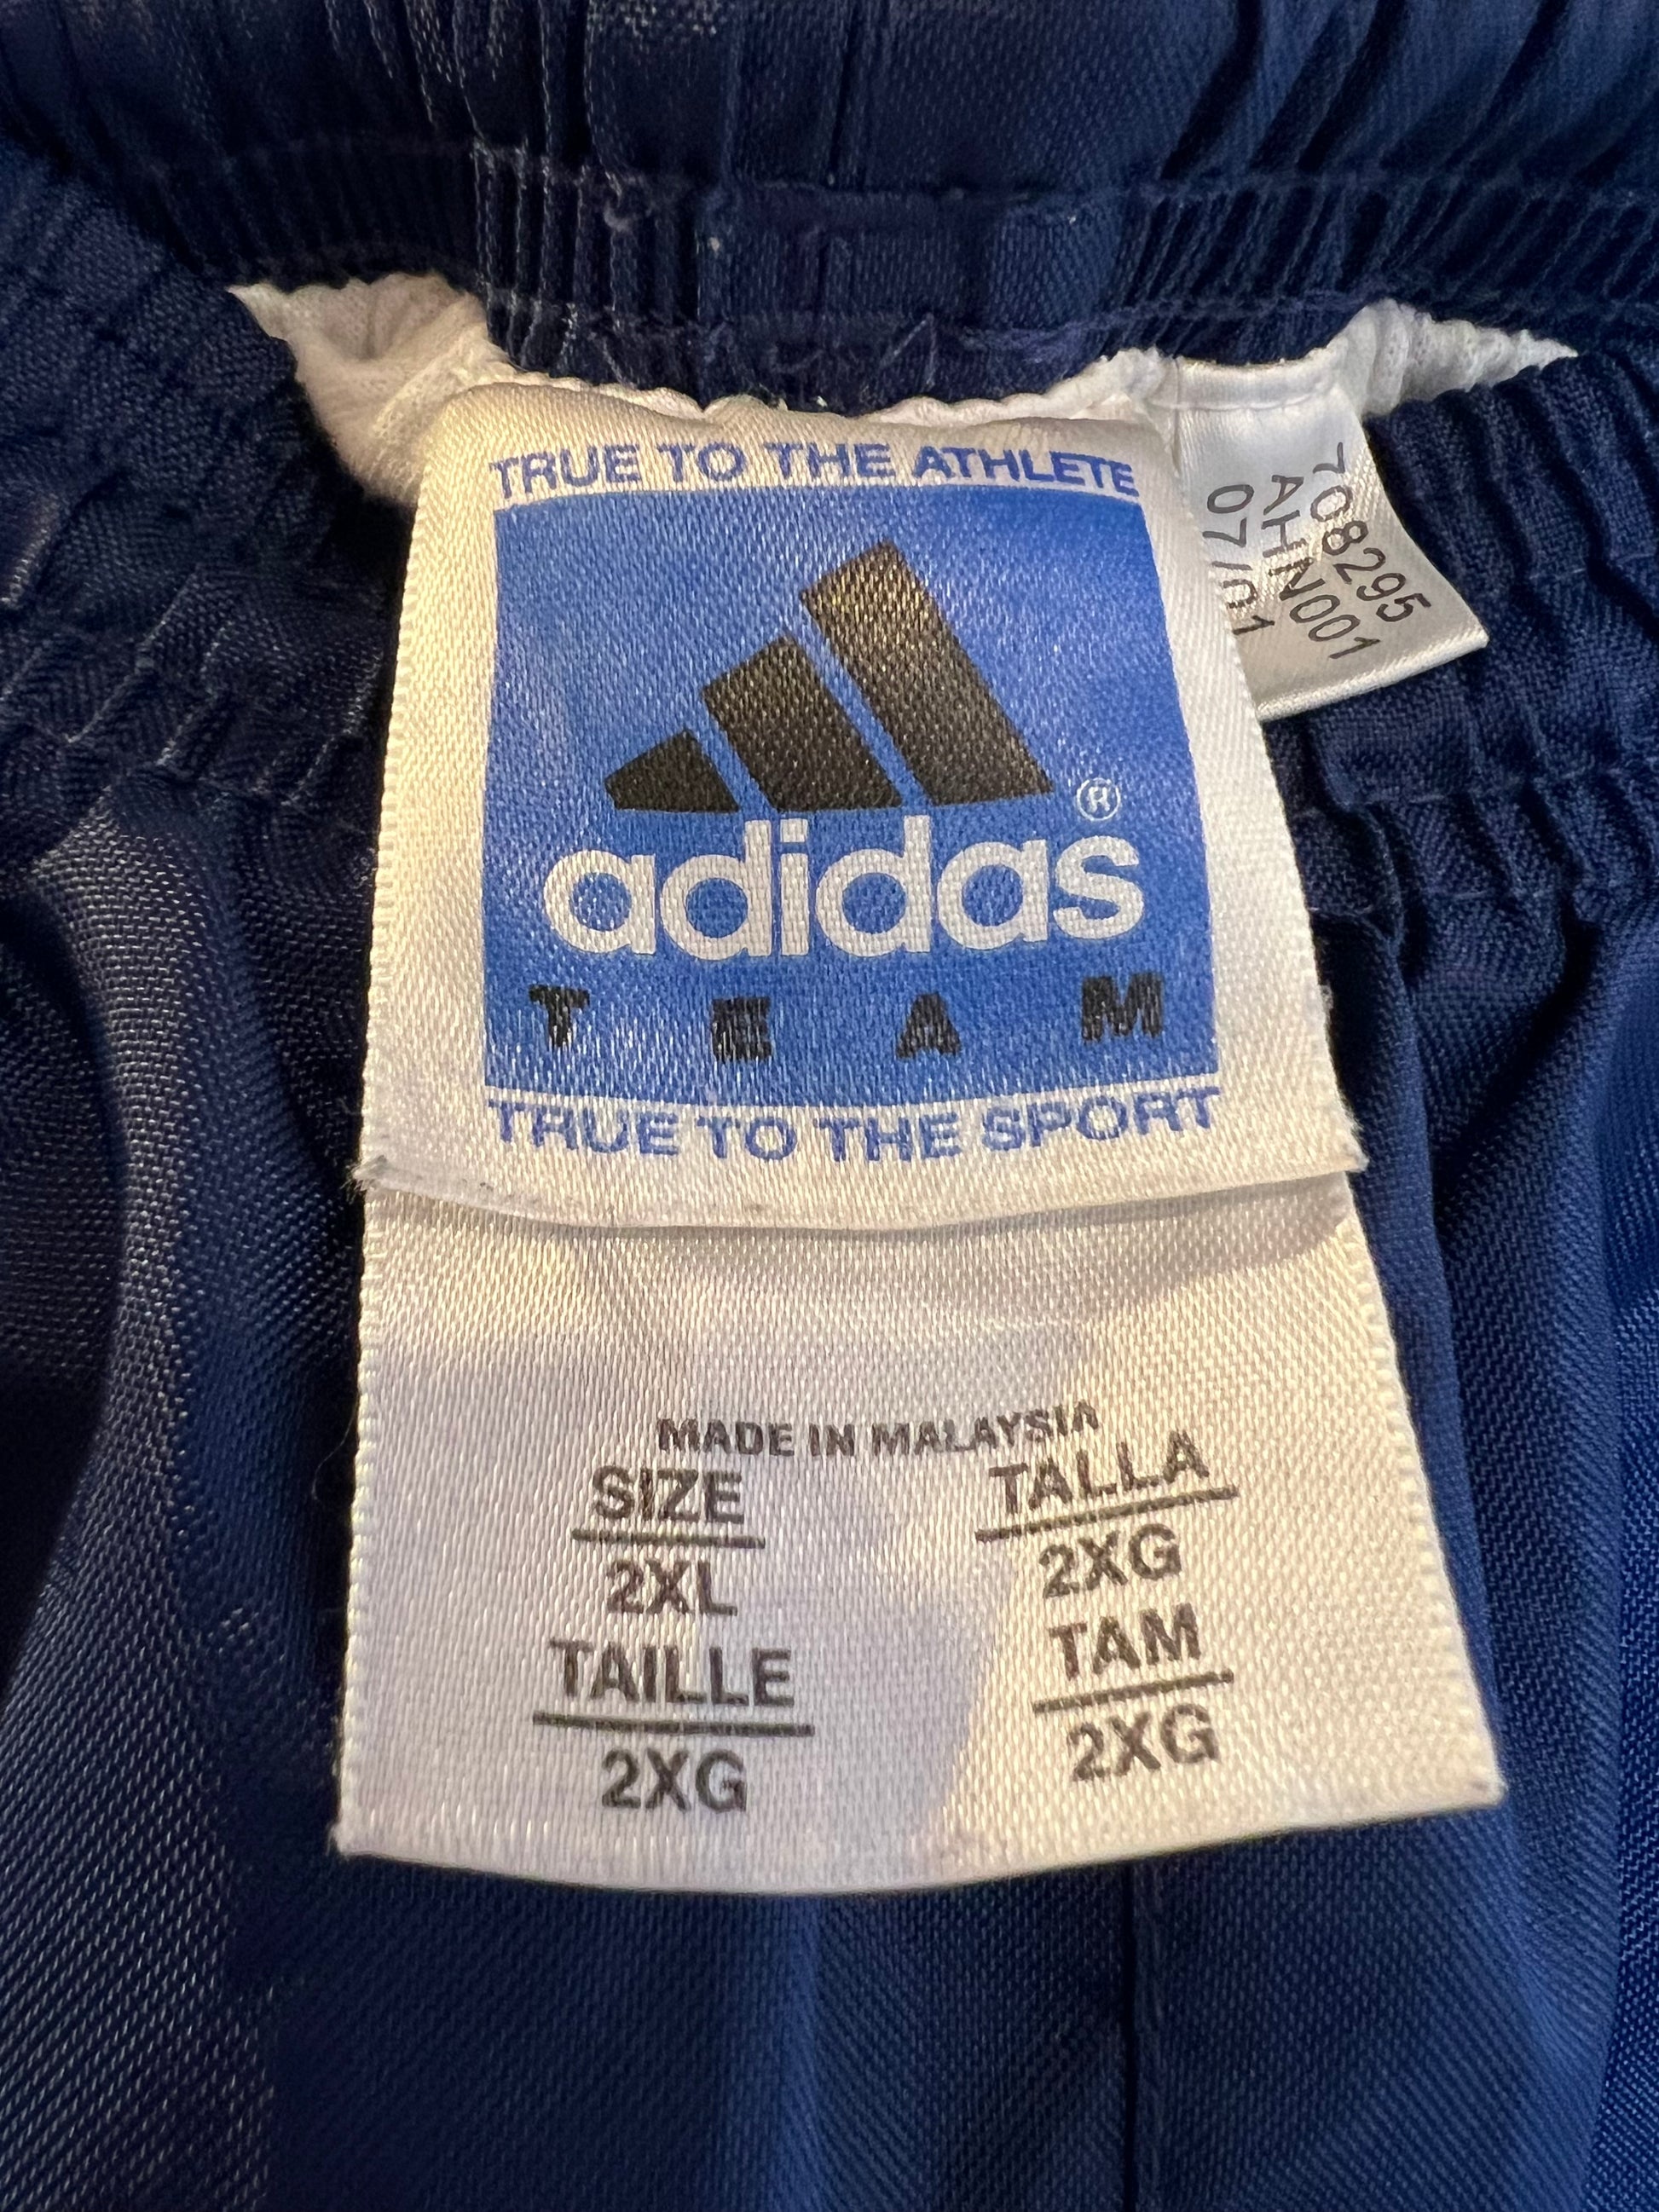 TRUE TO THE ATHLETE
adidas®
TEAM
TRUE TO THE SPORT
708295
AHN001
07/01
MADE IN MALAYSIA
SIZE
2XL
TALLA
2XG
TAILLE
2XG
TAM
2XG